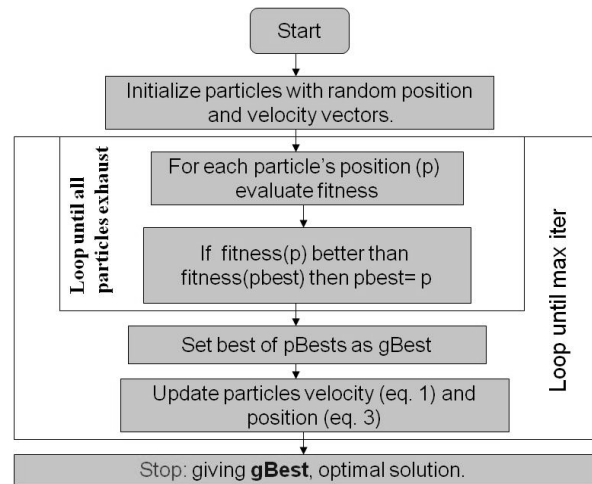 Start
Initialize particles with random position
and velocity vectors.
Loop until all
particles exhaust
For each particle's position (p)
evaluate fitness
If fitness(p) better than
fitness(pbest) then pbest= p
Loop until max iter
Set best of pBests as gBest
Update particles velocity (eq. 1) and
position (eq. 3)
Stop: giving gBest, optimal solution.